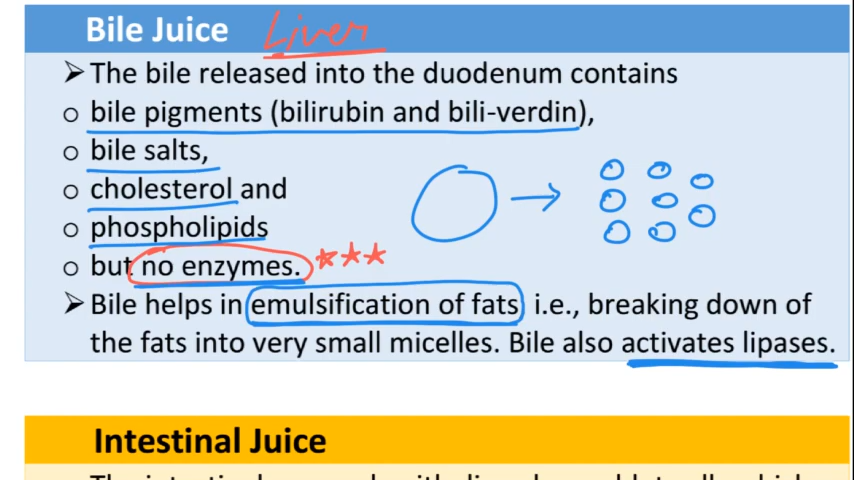 Bile Juice Liver
➤ The bile released into the duodenum contains
o bile pigments (bilirubin and bili-verdin),
o bile salts,
o cholesterol and
o phospholipids
o but no enzymes. ★★★
➤ Bile helps in emulsification of fats i.e., breaking down of
the fats into very small micelles. Bile also activates lipases.
Intestinal Juice